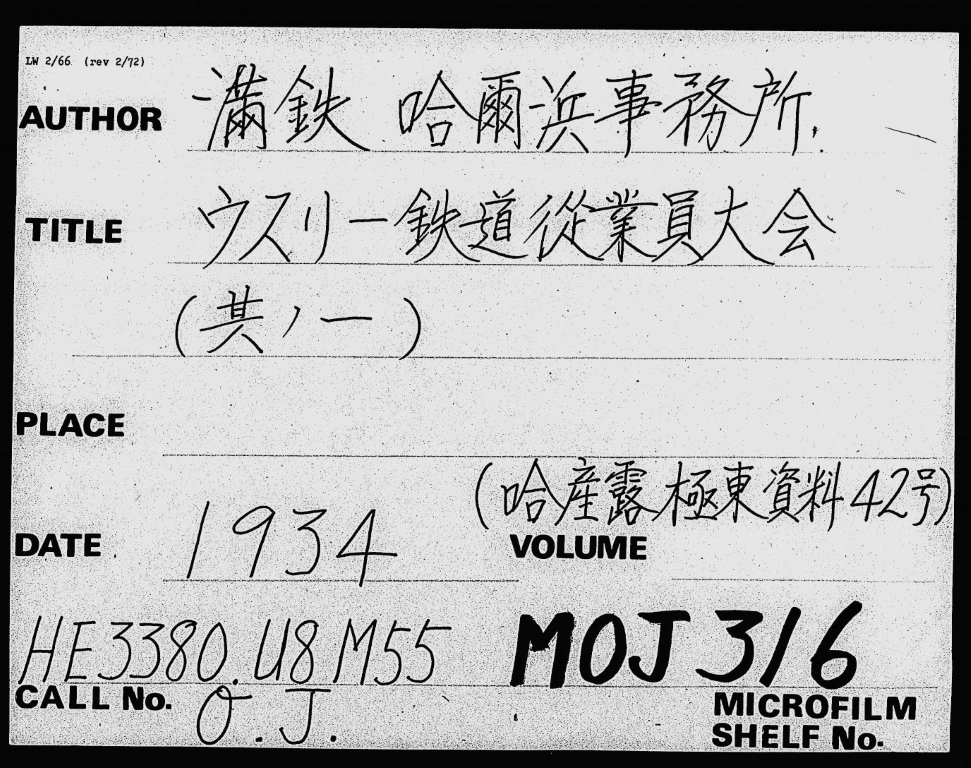 LW 2/66 (rev 2/72)
AUTHOR 満鉄 哈爾浜事務所.
TITLE ウスリー鉄道従業員大会
(共ノ一)
PLACE
(哈産露極東資料42号)
DATE 1934 VOLUME
HE3380.U8M55 MOJ 316
CALL No. O.J. MICROFILM
SHELF No.